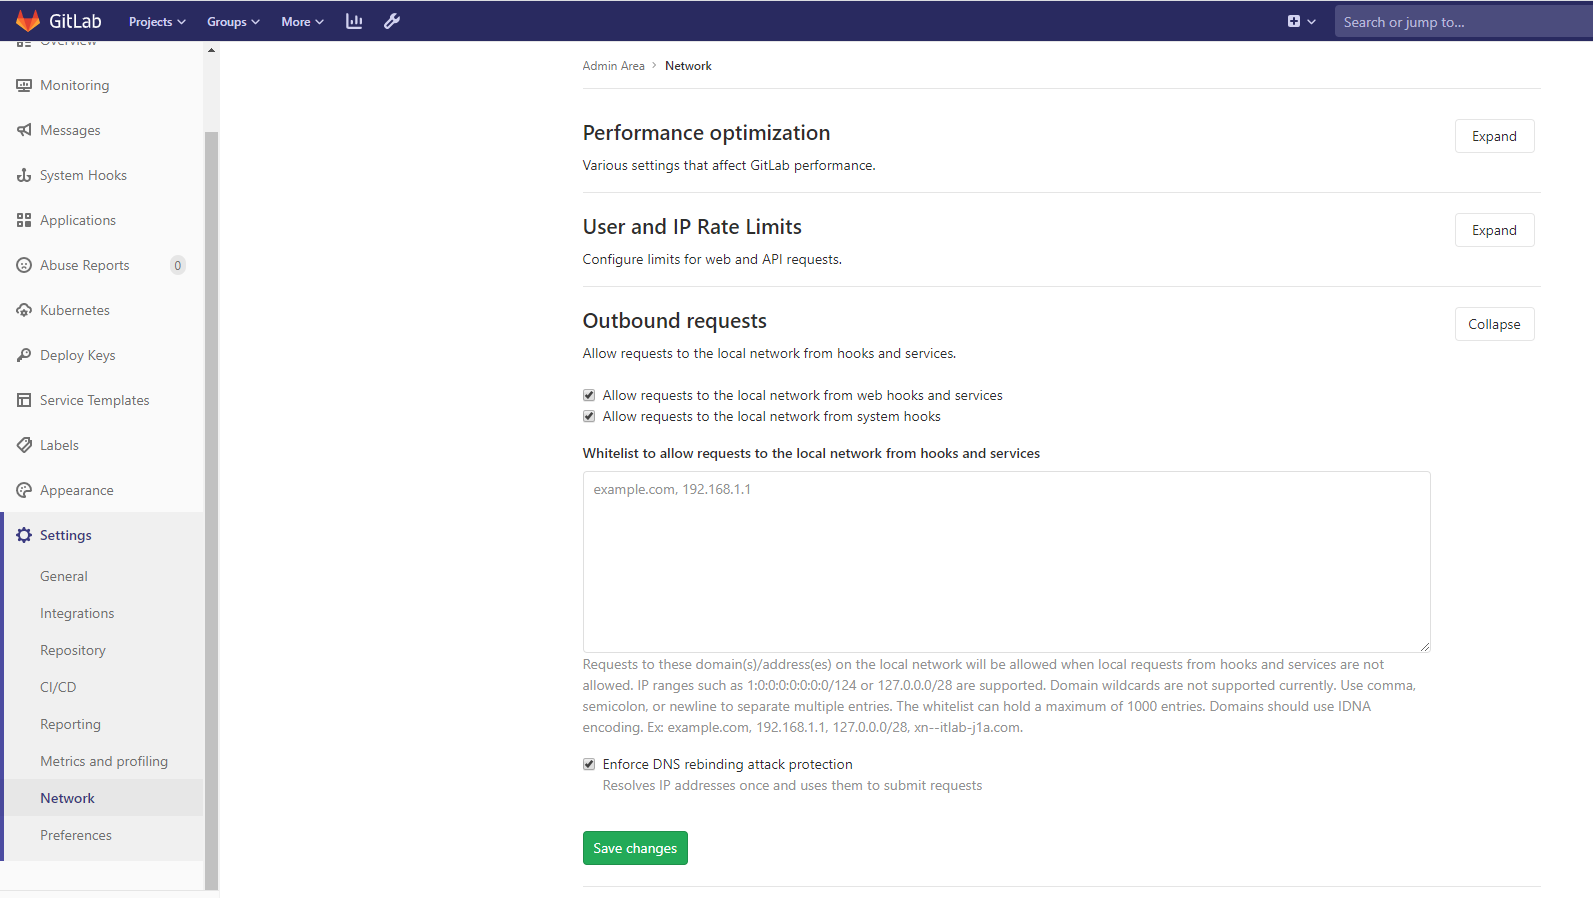 GitLab Projects Groups More Search or jump to...
Overview
Monitoring
Messages
System Hooks
Applications
Abuse Reports 0
Kubernetes
Deploy Keys
Service Templates
Labels
Appearance
Settings
General
Integrations
Repository
CI/CD
Reporting
Metrics and profiling
Network
Preferences
Admin Area > Network
Performance optimization
Expand
Various settings that affect GitLab performance.
User and IP Rate Limits
Expand
Configure limits for web and API requests.
Outbound requests
Collapse
Allow requests to the local network from hooks and services.
Allow requests to the local network from web hooks and services
Allow requests to the local network from system hooks
Whitelist to allow requests to the local network from hooks and services
example.com, 192.168.1.1
Requests to these domain(s)/address(es) on the local network will be allowed when local requests from hooks and services are not
allowed. IP ranges such as 1:0:0:0:0:0:0:0/124 or 127.0.0.0/28 are supported. Domain wildcards are not supported currently. Use comma,
semicolon, or newline to separate multiple entries. The whitelist can hold a maximum of 1000 entries. Domains should use IDNA
encoding. Ex: example.com, 192.168.1.1, 127.0.0.0/28, xn--itlab-j1a.com.
Enforce DNS rebinding attack protection
Resolves IP addresses once and uses them to submit requests
Save changes